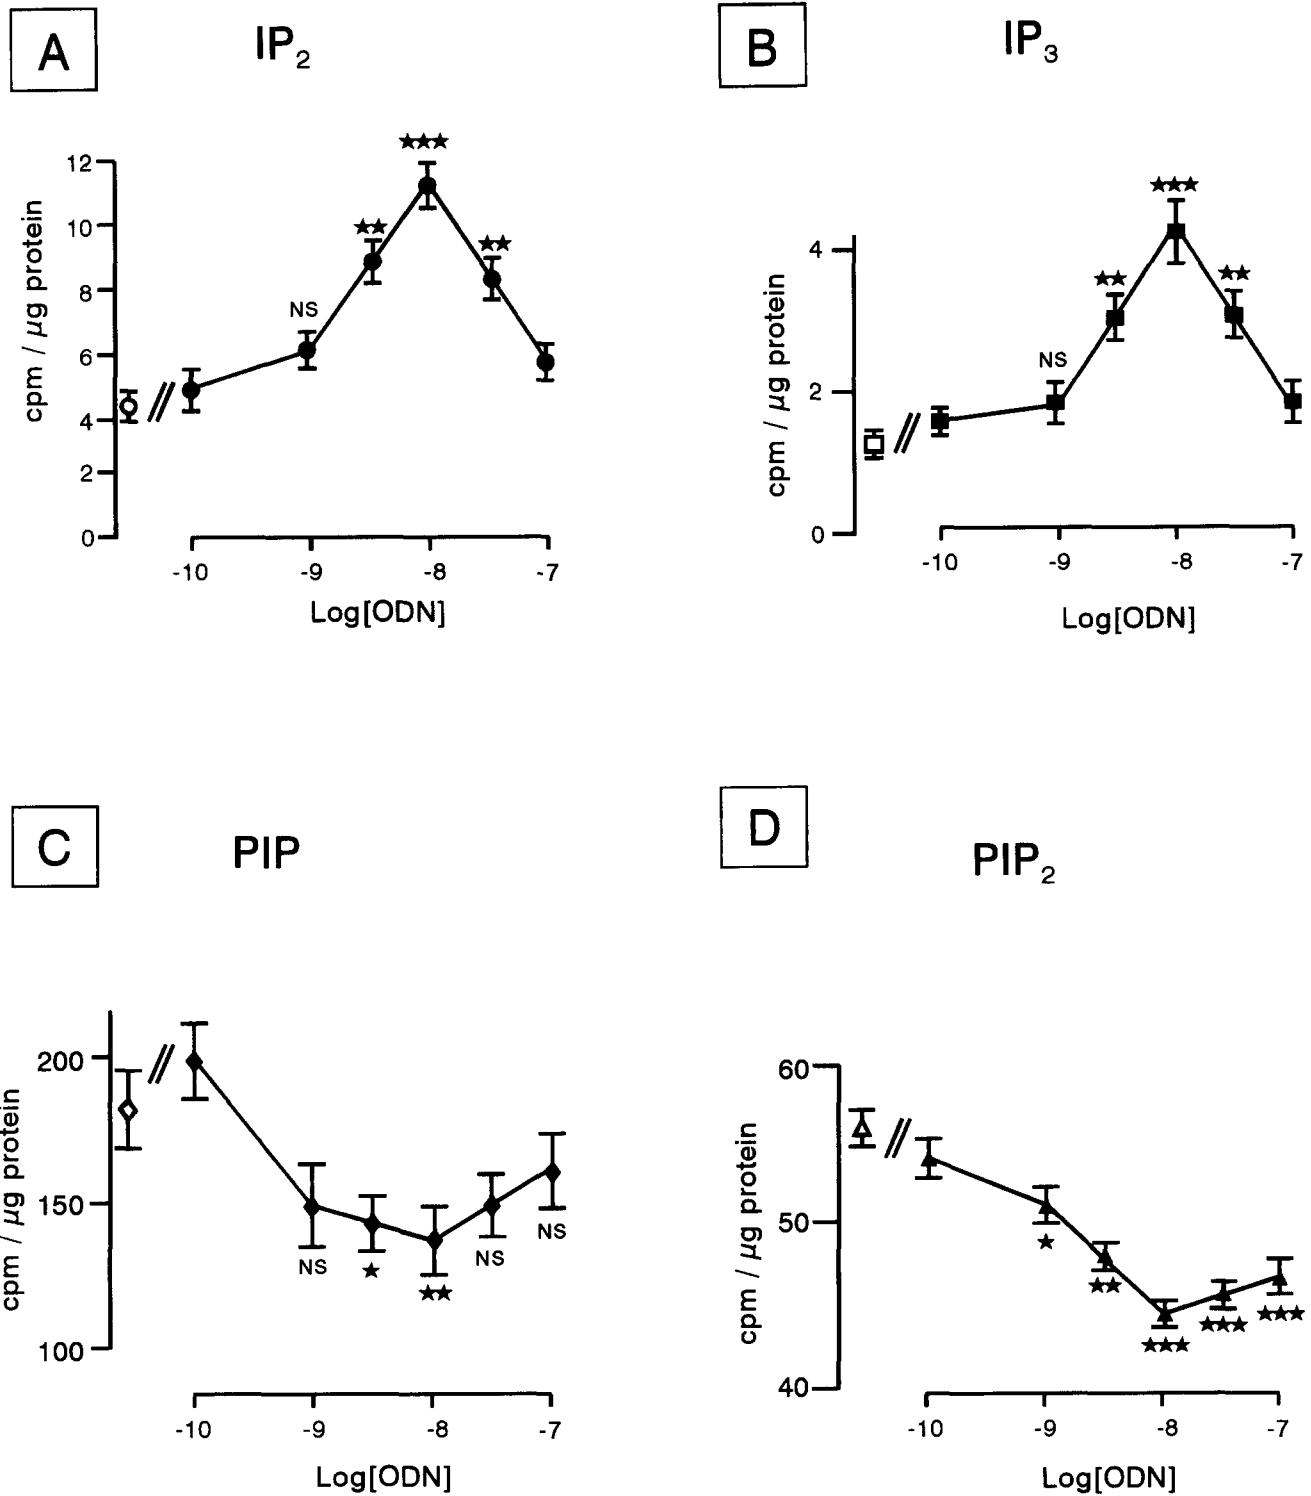 A
IP₂
★★★
★★
★★
NS
12
10
8
6
4
2
0
cpm / µg protein
-10 -9 -8 -7
Log[ODN]
B
IP₃
★★★
★★
★★
NS
4
2
0
cpm / µg protein
-10 -9 -8 -7
Log[ODN]
C
PIP
200
150
100
cpm / µg protein
NS
★
★★
NS
NS
-10 -9 -8 -7
Log[ODN]
D
PIP₂
60
50
40
cpm / µg protein
★
★★
★★★
★★★
★★★
-10 -9 -8 -7
Log[ODN]